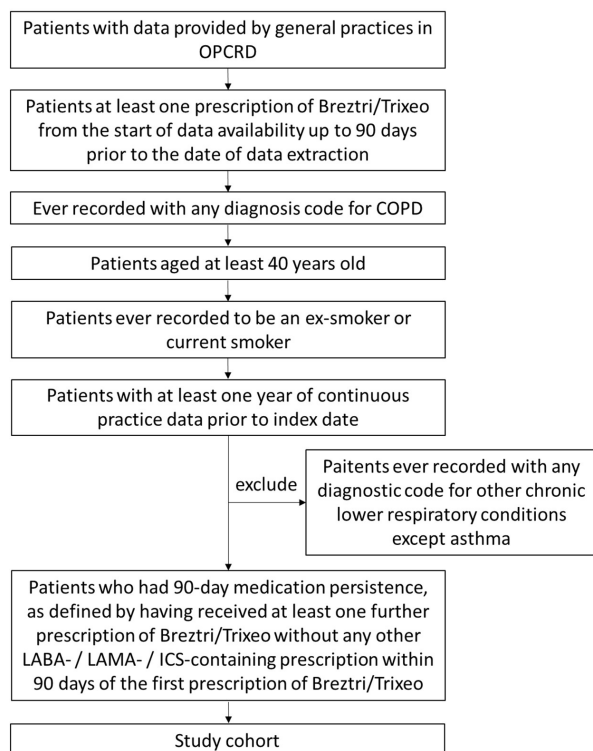 Patients with data provided by general practices in
OPCRD
Patients at least one prescription of Breztri/Trixeo
from the start of data availability up to 90 days
prior to the date of data extraction
Ever recorded with any diagnosis code for COPD
Patients aged at least 40 years old
Patients ever recorded to be an ex-smoker or
current smoker
Patients with at least one year of continuous
practice data prior to index date
exclude
Paitents ever recorded with any
diagnostic code for other chronic
lower respiratory conditions
except asthma
Patients who had 90-day medication persistence,
as defined by having received at least one further
prescription of Breztri/Trixeo without any other
LABA- / LAMA- / ICS-containing prescription within
90 days of the first prescription of Breztri/Trixeo
Study cohort